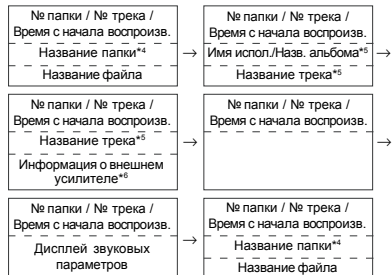 № папки / № трека /
Время с начала воспроизв.
Название папки*4
Название файла
→
№ папки / № трека /
Время с начала воспроизв.
Имя испол./Назв. альбома*5
Название трека*5
→
№ папки / № трека /
Время с начала воспроизв.
Название трека*5
Информация о внешнем
усилителе*6
→
№ папки / № трека /
Время с начала воспроизв.
→
№ папки / № трека /
Время с начала воспроизв.
Дисплей звуковых
параметров
→
№ папки / № трека /
Время с начала воспроизв.
Название папки*4
Название файла